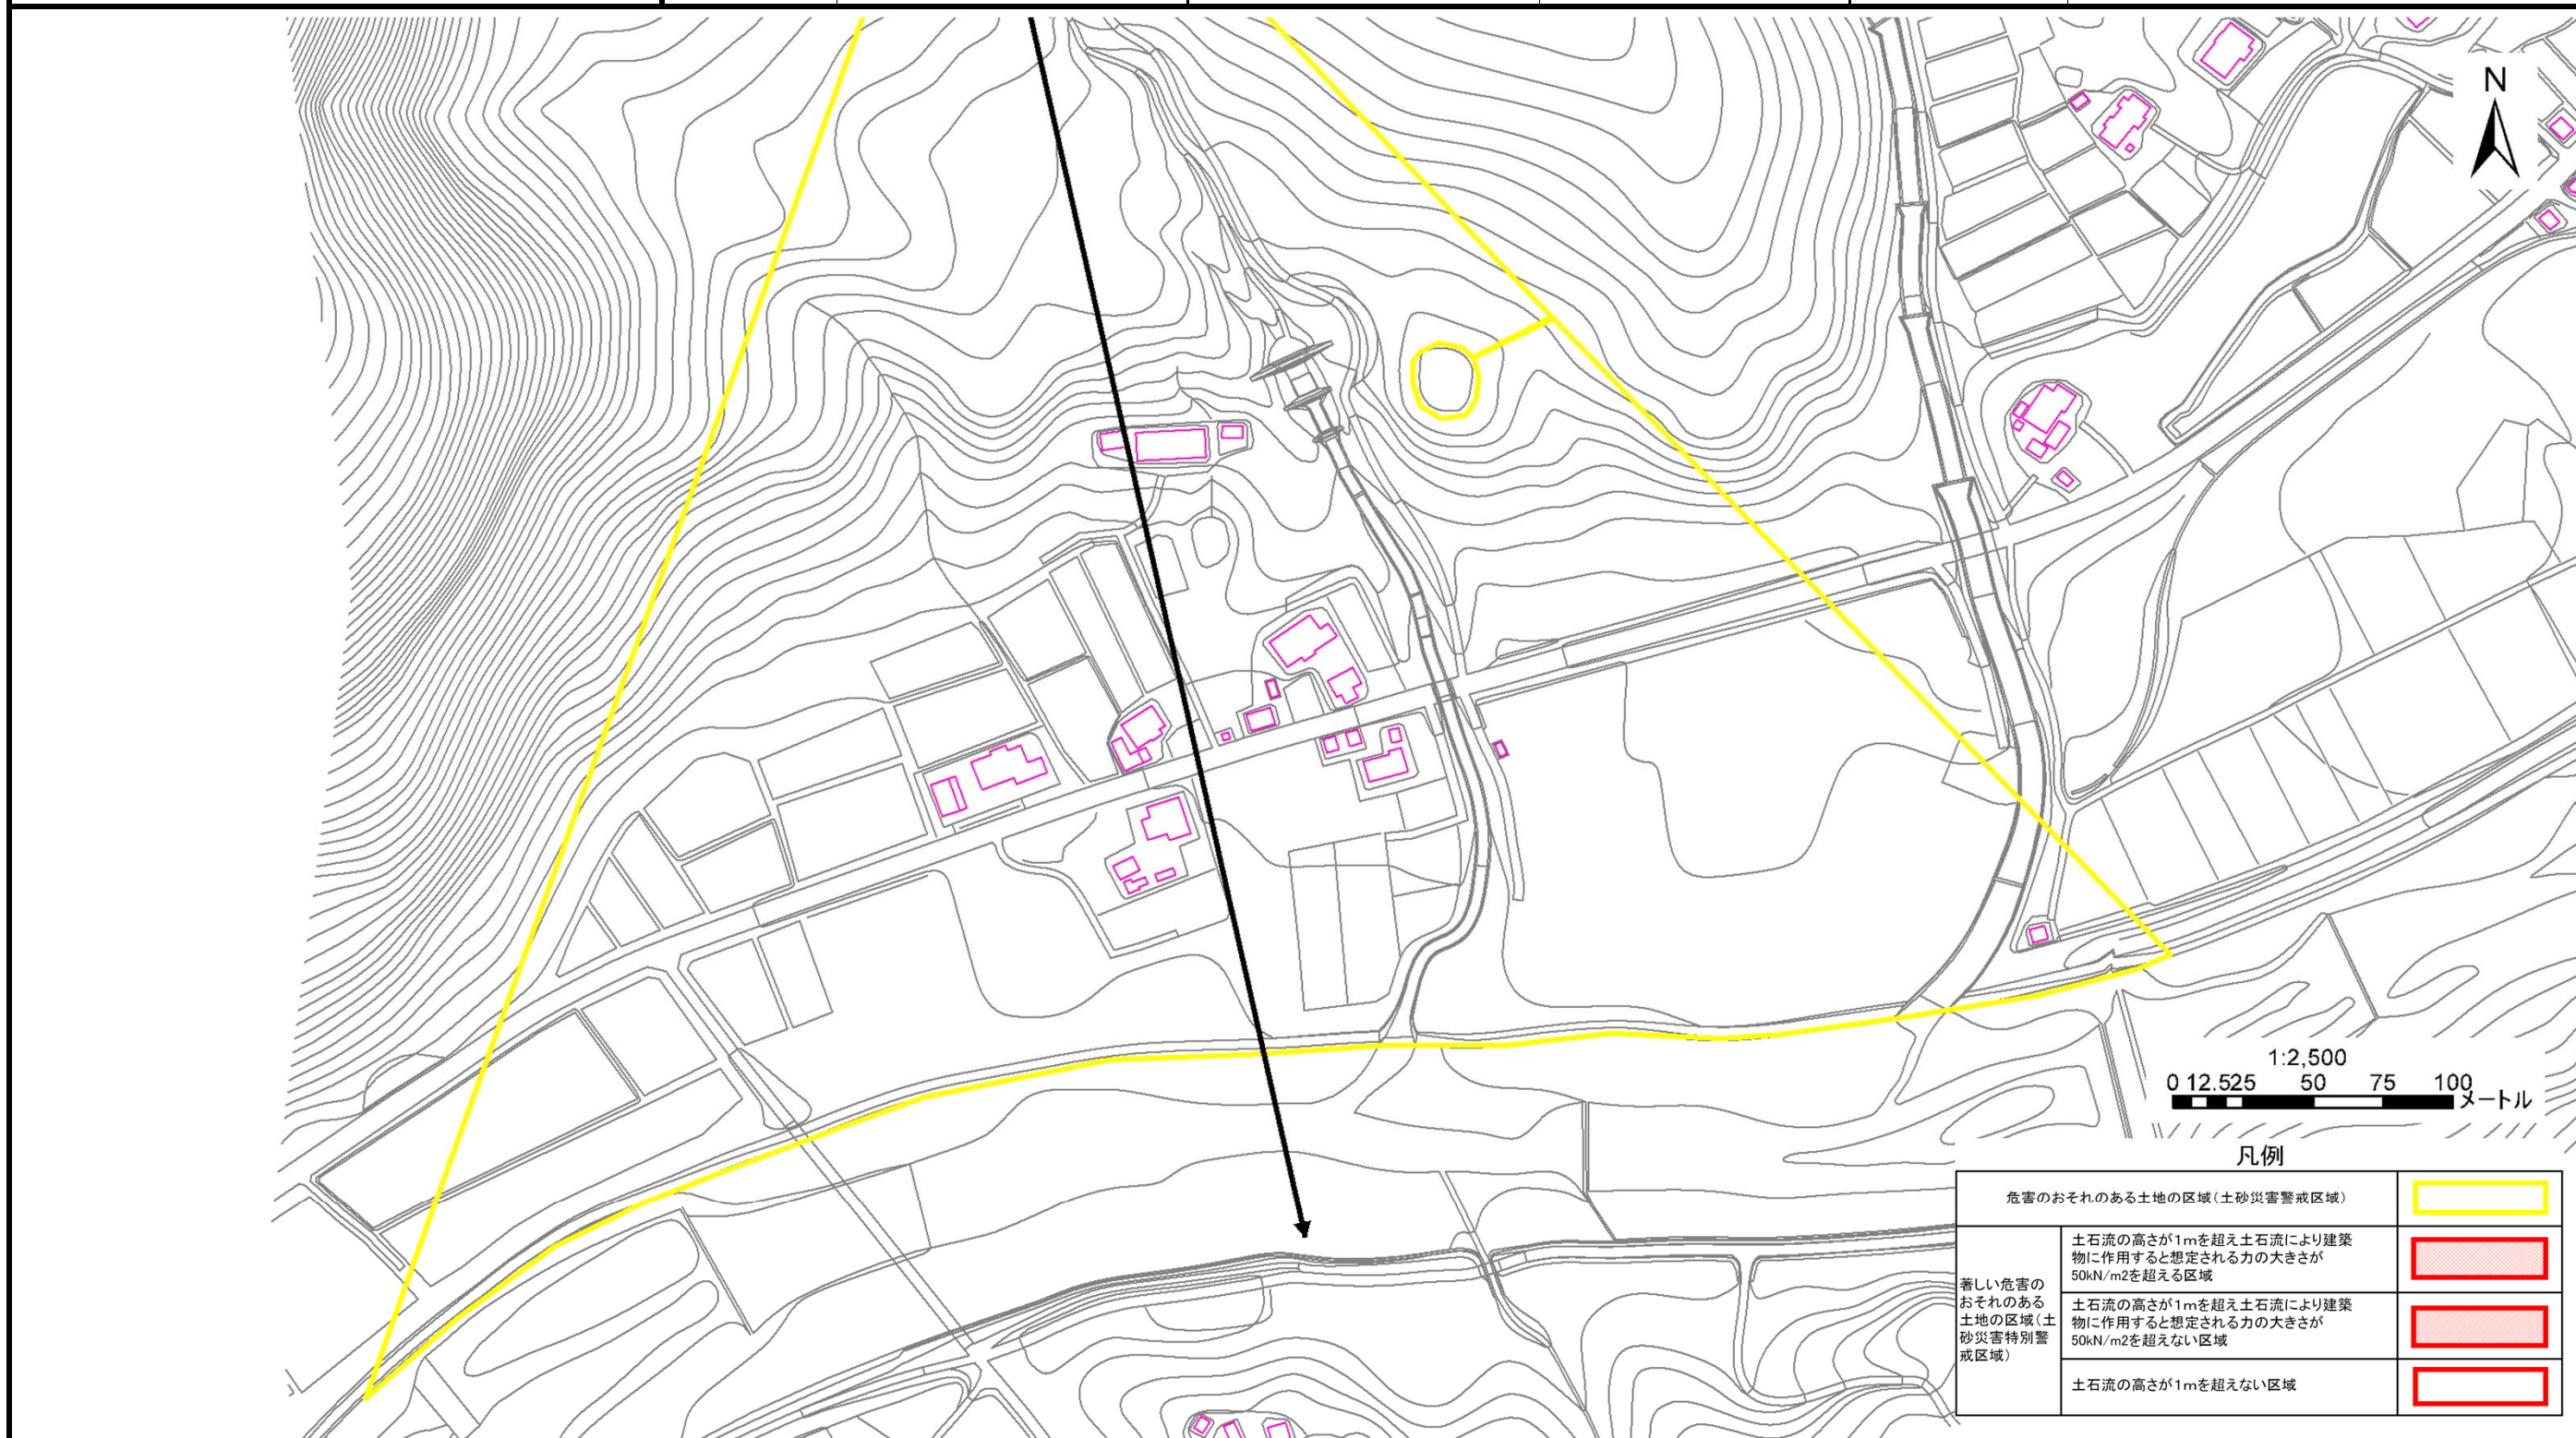 N
1:2,500
0 12.525 50 75 100
メートル
凡例
危害のおそれのある土地の区域(土砂災害警戒区域)
著しい危害の
おそれのある
土地の区域(土
砂災害特別警
戒区域)
土石流の高さが1mを超え土石流により建築
物に作用すると想定される力の大きさが
50kN/m2を超える区域
土石流の高さが1mを超え土石流により建築
物に作用すると想定される力の大きさが
50kN/m2を超えない区域
土石流の高さが1mを超えない区域